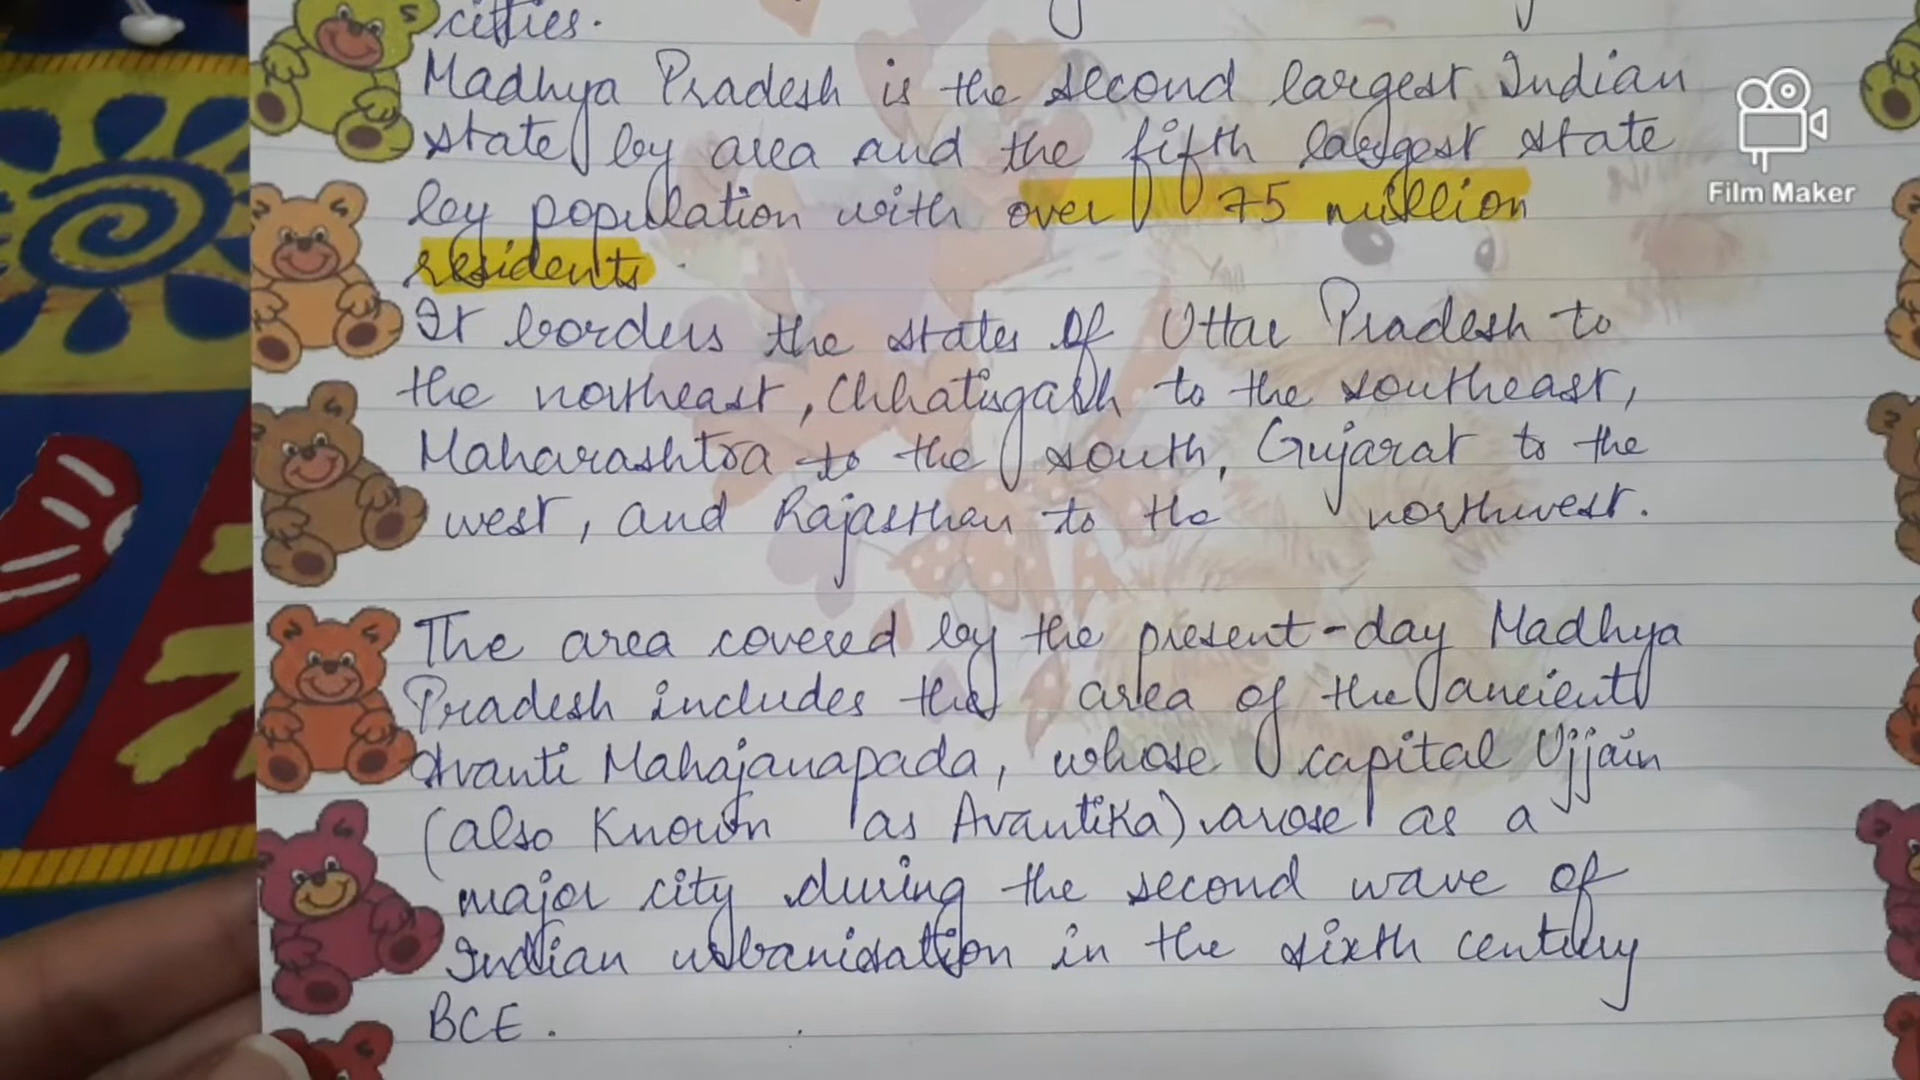 citties.
Madhya Pradesh is the second largest Indian
state by area and the fifth largest state
by population with over 75 million
residents.
It borders the states of Uttar Pradesh to
the northeast, Chhatisgarh to the southeast,
Maharashtra to the south, Gujarat to the
west, and Rajasthan to the northwest.
The area covered by the present-day Madhya
Pradesh includes the area of the ancient
Avanti Mahajanapada, whose capital Ujjain
(also Known as Avantika) arose as a
major city during the second wave of
Indian urbanisation in the sixth century
BCE.
Film Maker